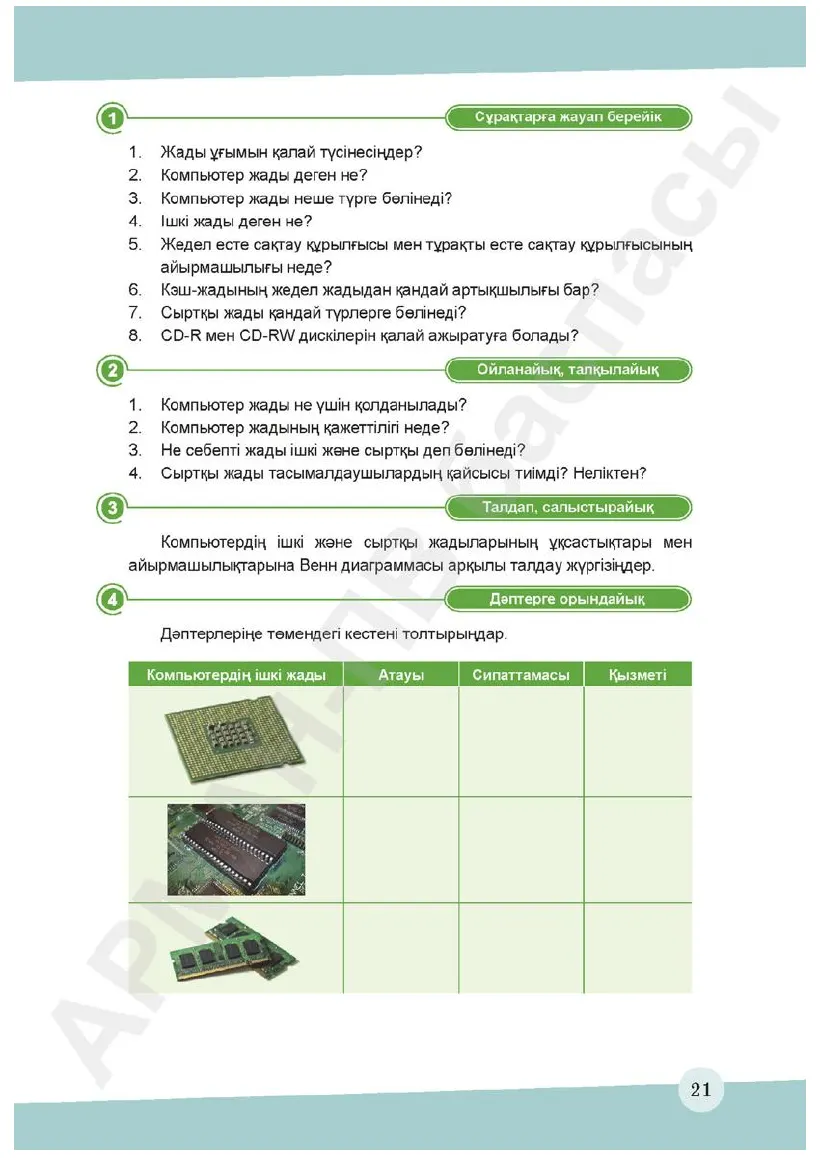 1 Сұрақтарға жауап берейік
1. Жады ұғымын қалай түсінесіңдер?
2. Компьютер жады деген не?
3. Компьютер жады неше түрге бөлінеді?
4. Ішкі жады деген не?
5. Жедел есте сақтау құрылғысы мен тұрақты есте сақтау құрылғысының
айырмашылығы неде?
6. Кэш-жадының жедел жадыдан қандай артықшылығы бар?
7. Сыртқы жады қандай түрлерге бөлінеді?
8. CD-R мен CD-RW дискілерін қалай ажыратуға болады?
2 Ойланайық, талқылайық
1. Компьютер жады не үшін қолданылады?
2. Компьютер жадының қажеттілігі неде?
3. Не себепті жады ішкі және сыртқы деп бөлінеді?
4. Сыртқы жады тасымалдаушылардың қайсысы тиімді? Неліктен?
3 Талдап, салыстырайық
Компьютердің ішкі және сыртқы жадыларының ұқсастықтары мен
айырмашылықтарына Венн диаграммасы арқылы талдау жүргізіңдер.
4 Дәптерге орындайық
Дәптерлеріңе төмендегі кестені толтырыңдар.
Компьютердің ішкі жады Атауы Сипаттамасы Қызметі
21
АРМАН-ПВ баспасы